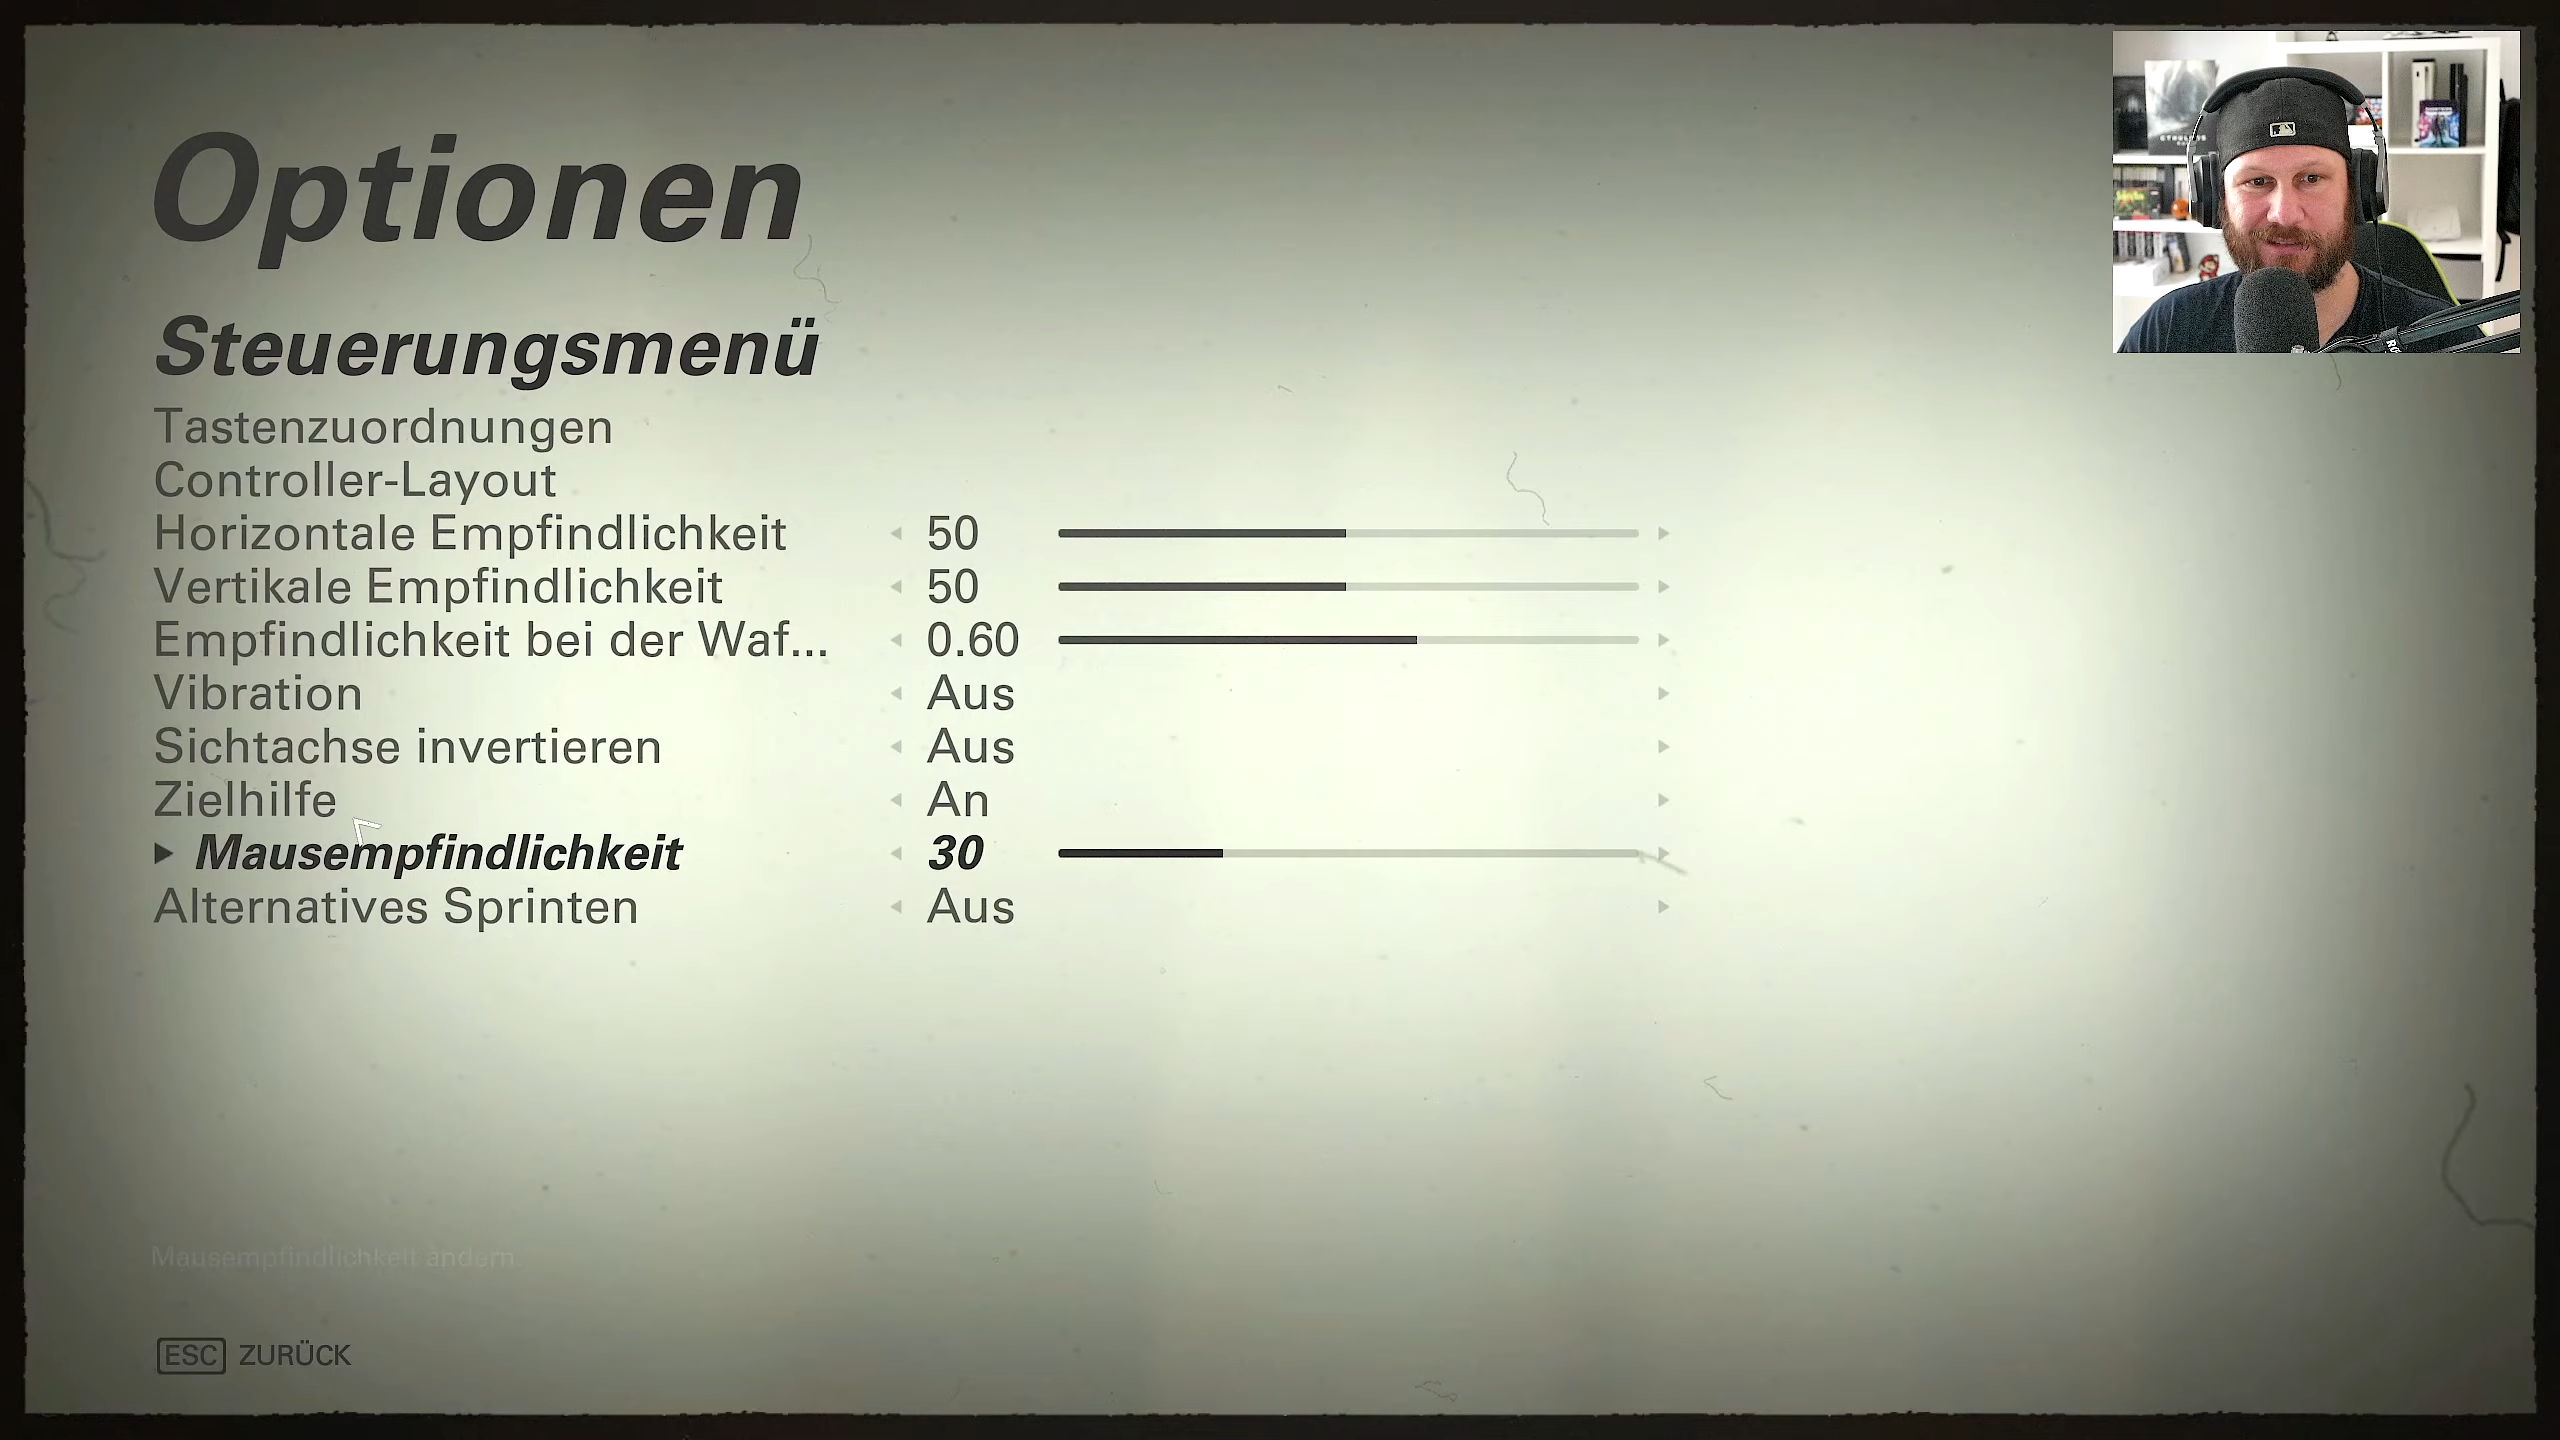 Optionen
Steuerungsmenü
Tastenzuordnungen
Controller-Layout
Horizontale Empfindlichkeit 50
Vertikale Empfindlichkeit 50
Empfindlichkeit bei der Waf... 0.60
Vibration Aus
Sichtachse invertieren Aus
Zielhilfe An
Mausempfindlichkeit 30
Alternatives Sprinten Aus
Mausempfindlichkeit ändern.
ESC ZURÜCK